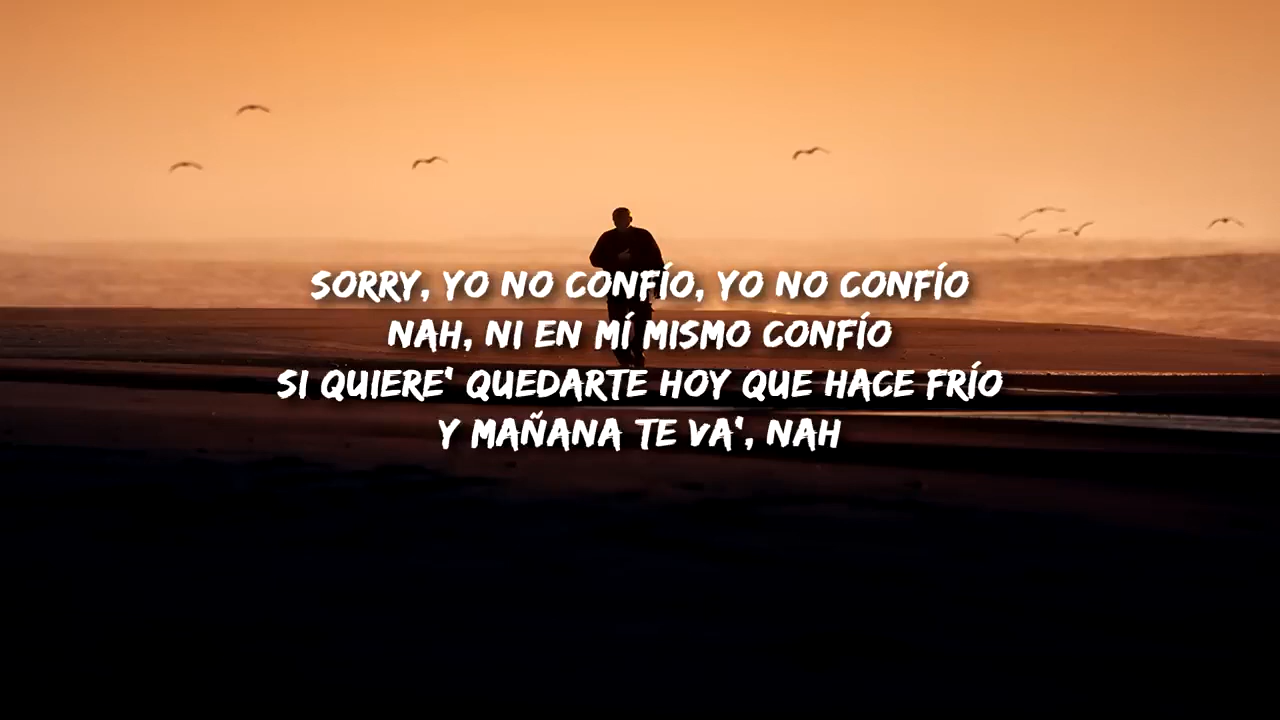 SORRY, YO NO CONFÍO, YO NO CONFÍO
NAH, NI EN MÍ MISMO CONFÍO
SI QUIERE' QUEDARTE HOY QUE HACE FRÍO
Y MAÑANA TE VA', NAH